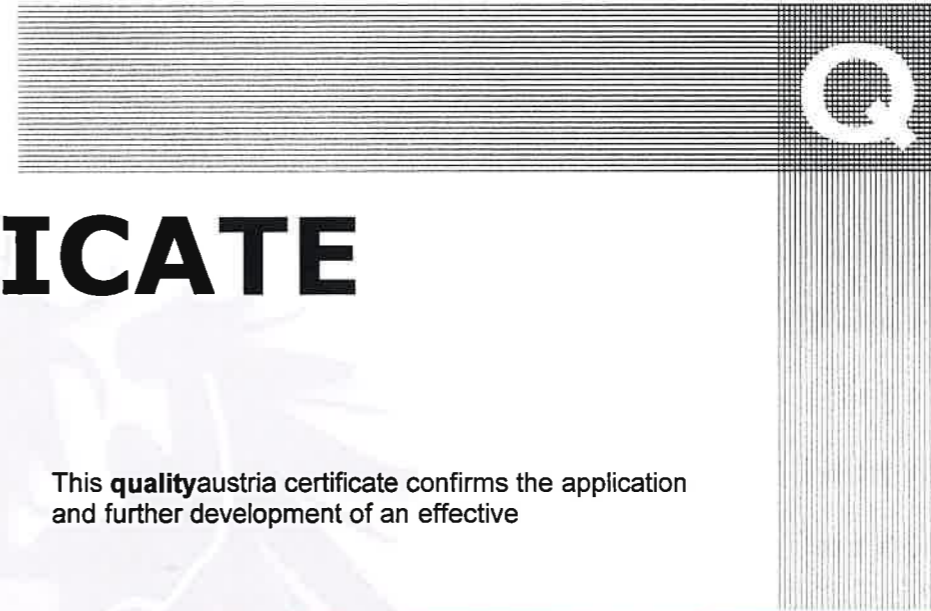 Q
ICATE
This qualityaustria certificate confirms the application
and further development of an effective